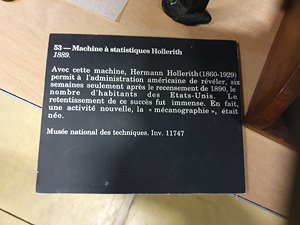 53 — Machine à statistiques Hollerith
1889.
Avec cette machine, Hermann Hollerith (1860-1929)
permit à l'administration américaine de révéler, six
semaines seulement après le recensement de 1890, le
nombre d'habitants des Etats-Unis. Le
retentissement de ce succès fut immense. En fait,
une activité nouvelle, la « mécanographie », était
née.
Musée national des techniques. Inv. 11747